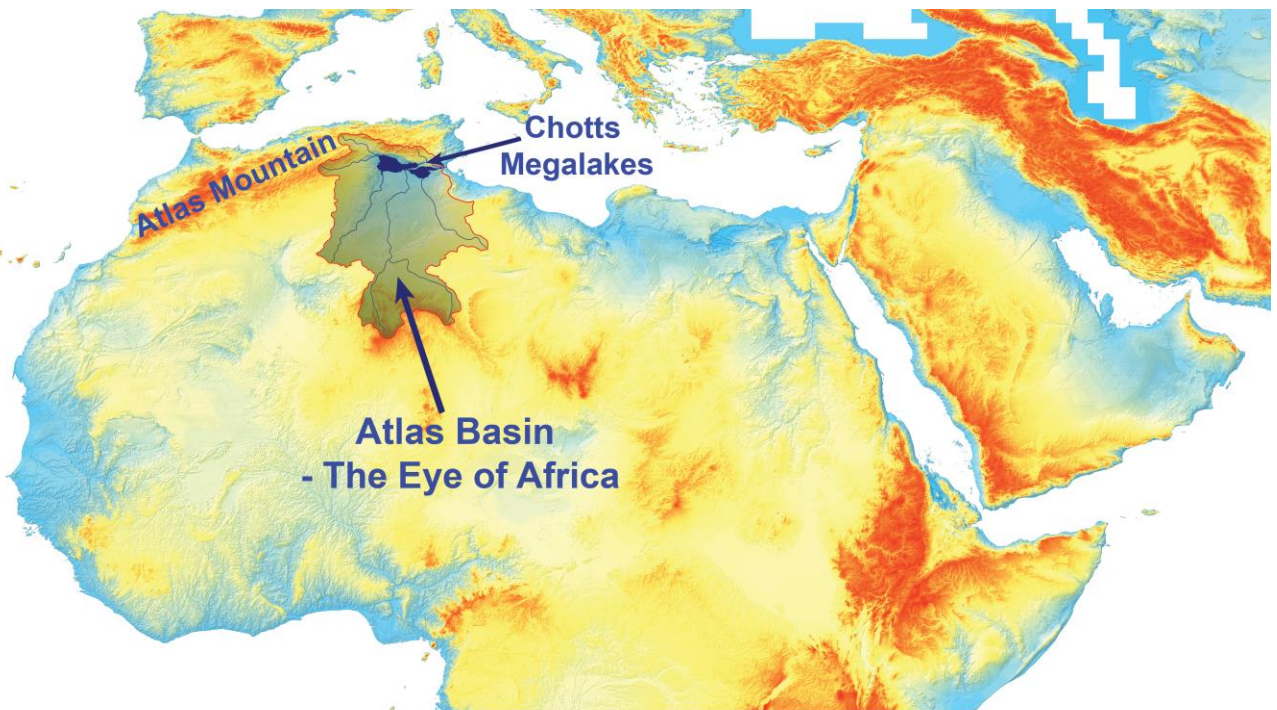 Chotts
Megalakes
Atlas Mountain
Atlas Basin
- The Eye of Africa